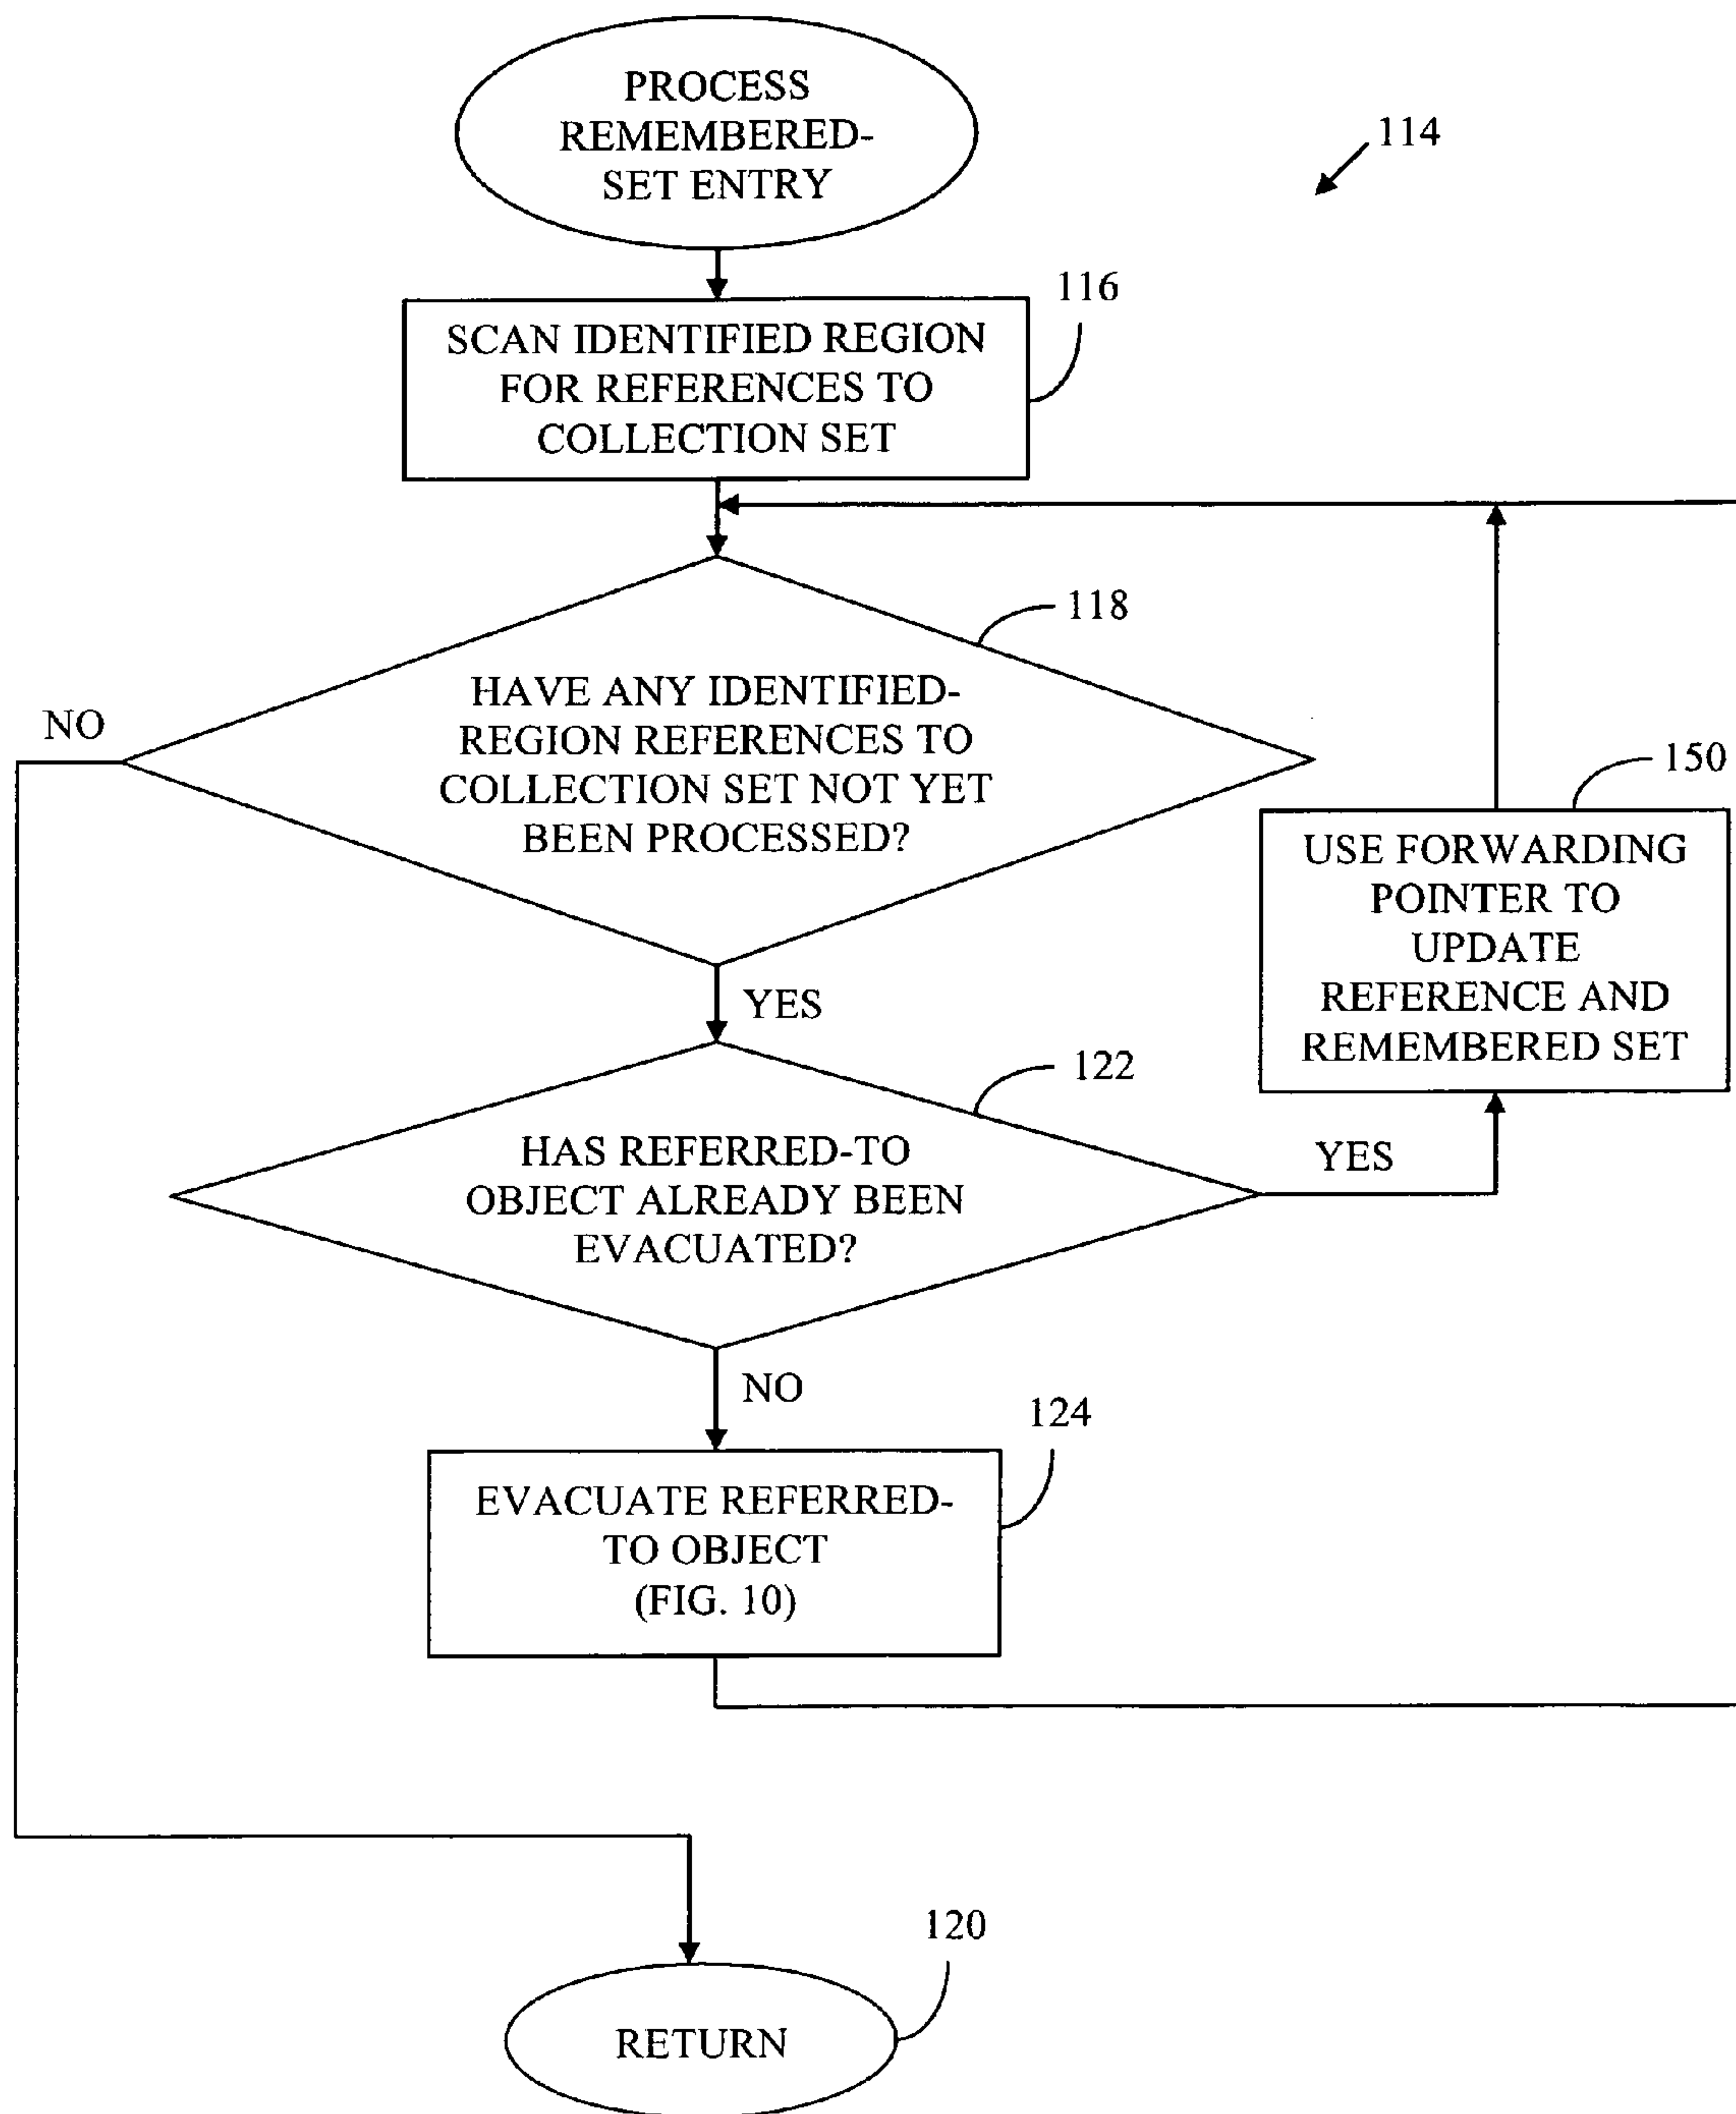 PROCESS
REMEMBERED-
SET ENTRY
114
116
SCAN IDENTIFIED REGION
FOR REFERENCES TO
COLLECTION SET
118
HAVE ANY IDENTIFIED-
REGION REFERENCES TO
COLLECTION SET NOT YET
BEEN PROCESSED?
NO
150
USE FORWARDING
POINTER TO
UPDATE
REFERENCE AND
REMEMBERED SET
YES
122
HAS REFERRED-TO
OBJECT ALREADY BEEN
EVACUATED?
YES
NO
124
EVACUATE REFERRED-
TO OBJECT
(FIG. 10)
120
RETURN